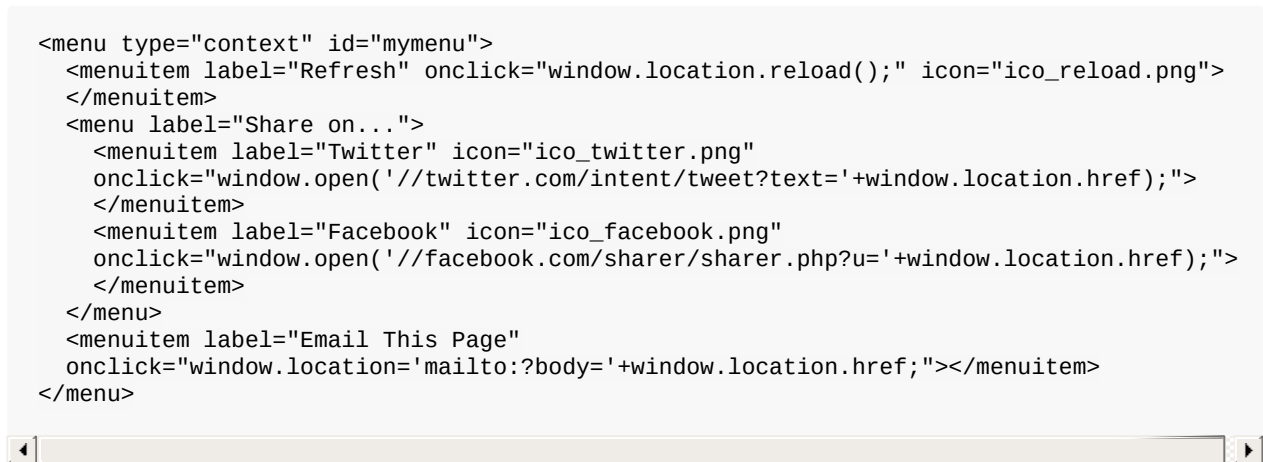 <menu type="context" id="mymenu">
  <menuitem label="Refresh" onclick="window.location.reload();" icon="ico_reload.png">
  </menuitem>
  <menu label="Share on...">
    <menuitem label="Twitter" icon="ico_twitter.png"
    onclick="window.open('//twitter.com/intent/tweet?text='+window.location.href);">
    </menuitem>
    <menuitem label="Facebook" icon="ico_facebook.png"
    onclick="window.open('//facebook.com/sharer/sharer.php?u='+window.location.href);">
    </menuitem>
  </menu>
  <menuitem label="Email This Page"
  onclick="window.location='mailto:?body='+window.location.href;"></menuitem>
</menu>